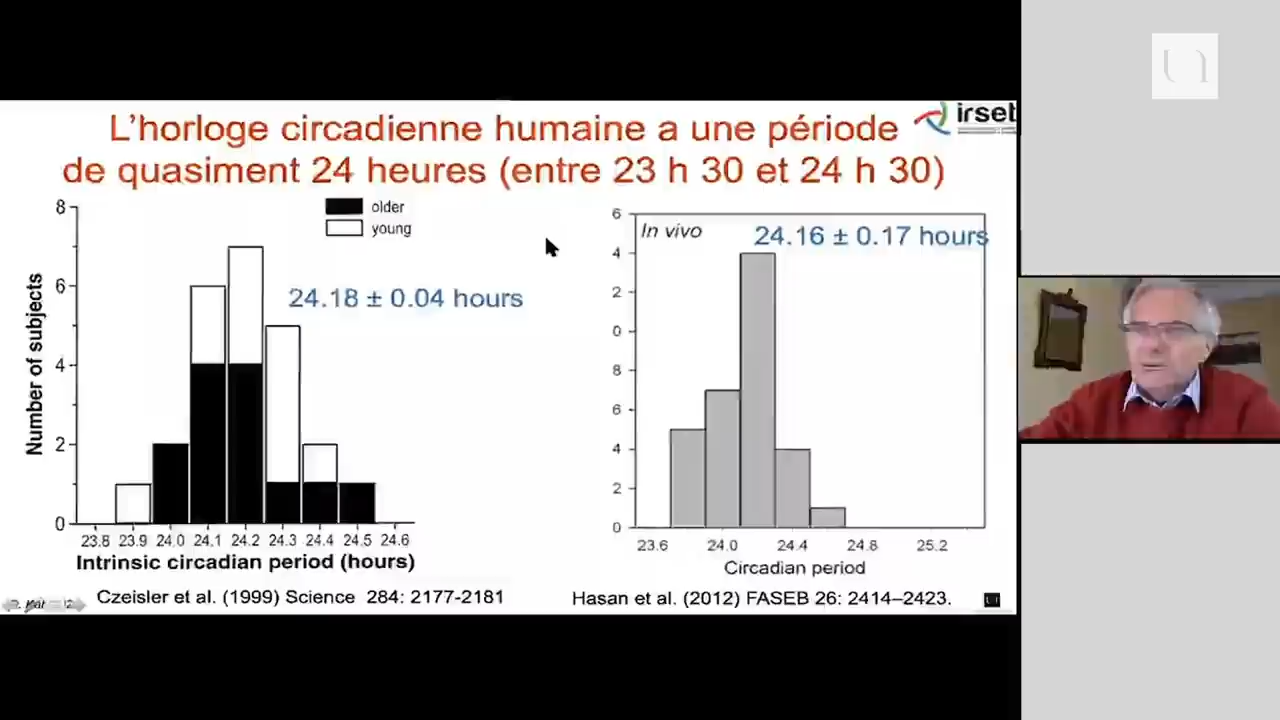 L'horloge circadienne humaine a une période
de quasiment 24 heures (entre 23 h 30 et 24 h 30)
irset
8
6
4
2
0
Number of subjects
older
young
24.18 ± 0.04 hours
23.8 23.9 24.0 24.1 24.2 24.3 24.4 24.5 24.6
Intrinsic circadian period (hours)
Czeisler et al. (1999) Science 284: 2177-2181
6
4
2
0
8
6
4
2
0
In vivo
24.16 ± 0.17 hours
23.6 24.0 24.4 24.8 25.2
Circadian period
Hasan et al. (2012) FASEB 26: 2414–2423.